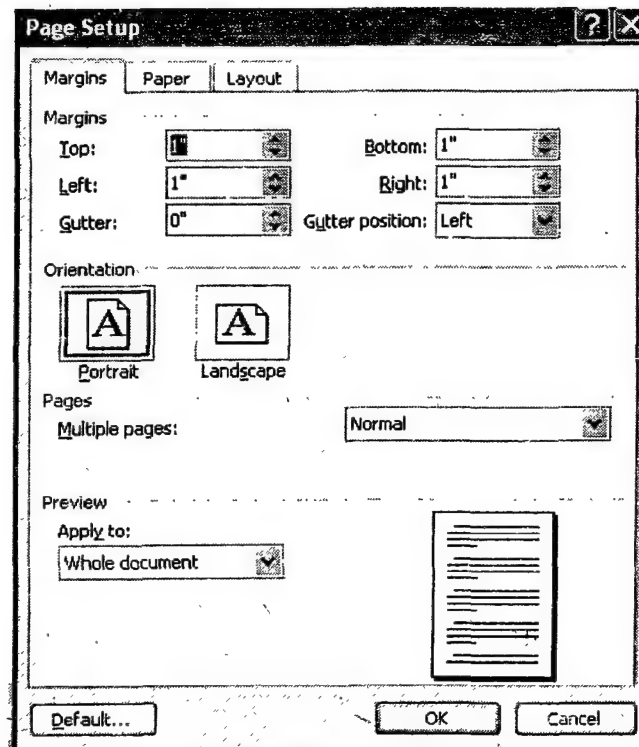 Page Setup ? X
Margins Paper Layout
Margins
Top: 1" Bottom: 1"
Left: 1" Right: 1"
Gutter: 0" Gutter position: Left
Orientation
A A
Portrait Landscape
Pages
Multiple pages: Normal
Preview
Apply to:
Whole document
Default... OK Cancel